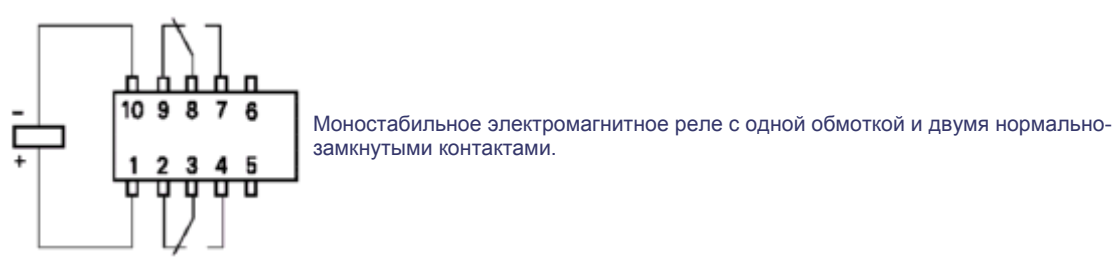 10 9 8 7 6
Моностабильное электромагнитное реле с одной обмоткой и двумя нормально-
замкнутыми контактами.
-
+
1 2 3 4 5